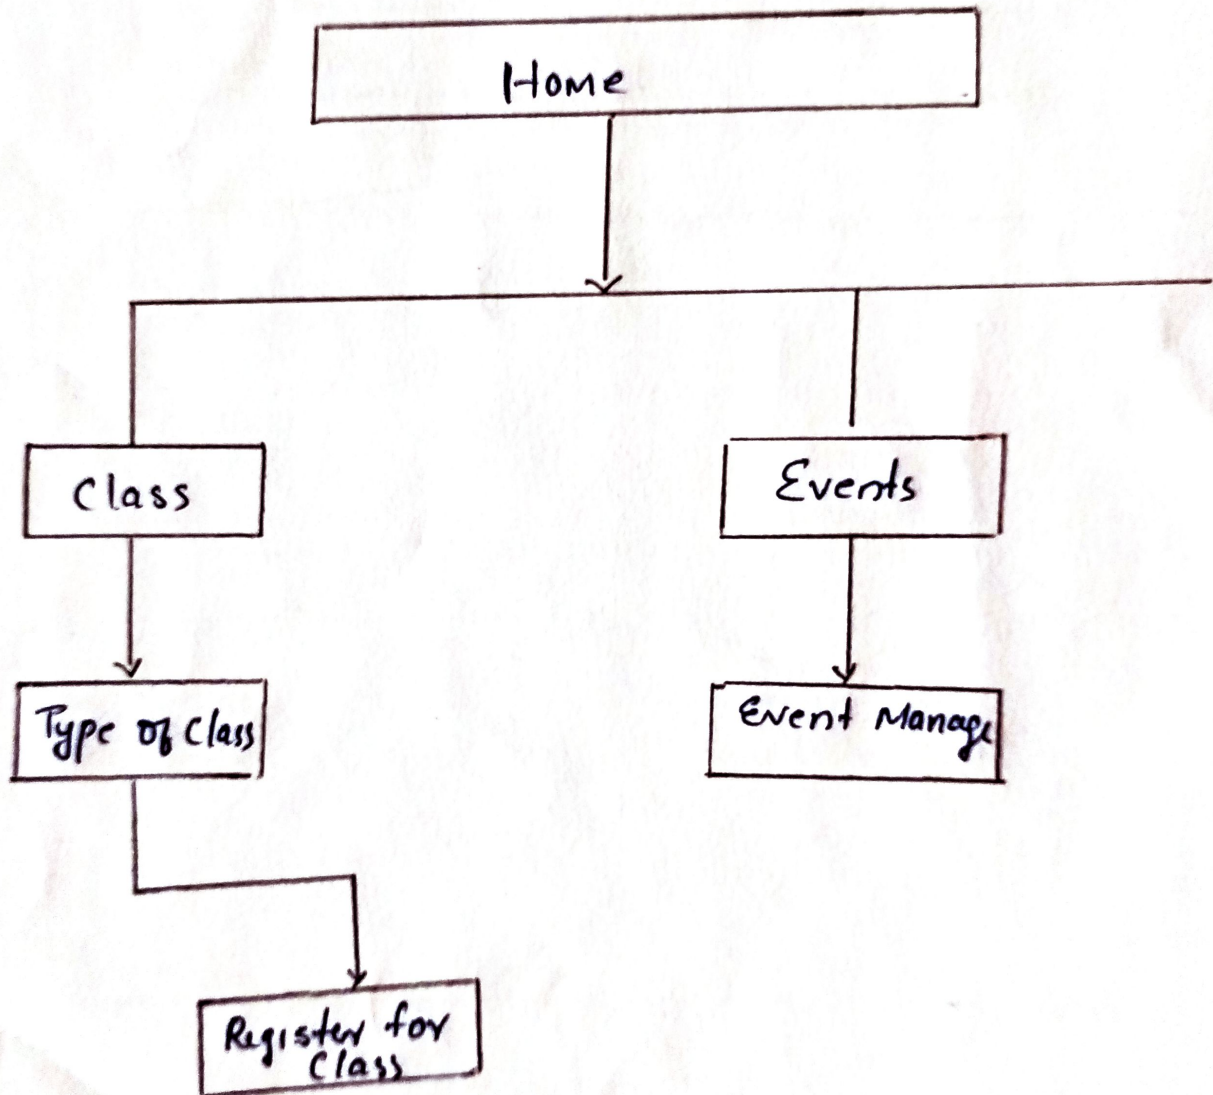 Home
Class
Events
Type of Class
Event Manage
Register for
Class